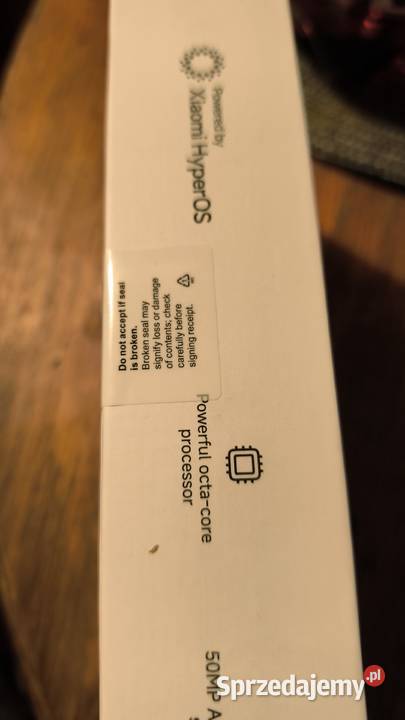 Powered by
Xiaomi HyperOS
Do not accept if seal
is broken.
Broken seal may
signify loss or damage
of contents; check
carefully before
signing receipt.
Powerful octa-core
processor
50MP A
Sprzedajemy.pl